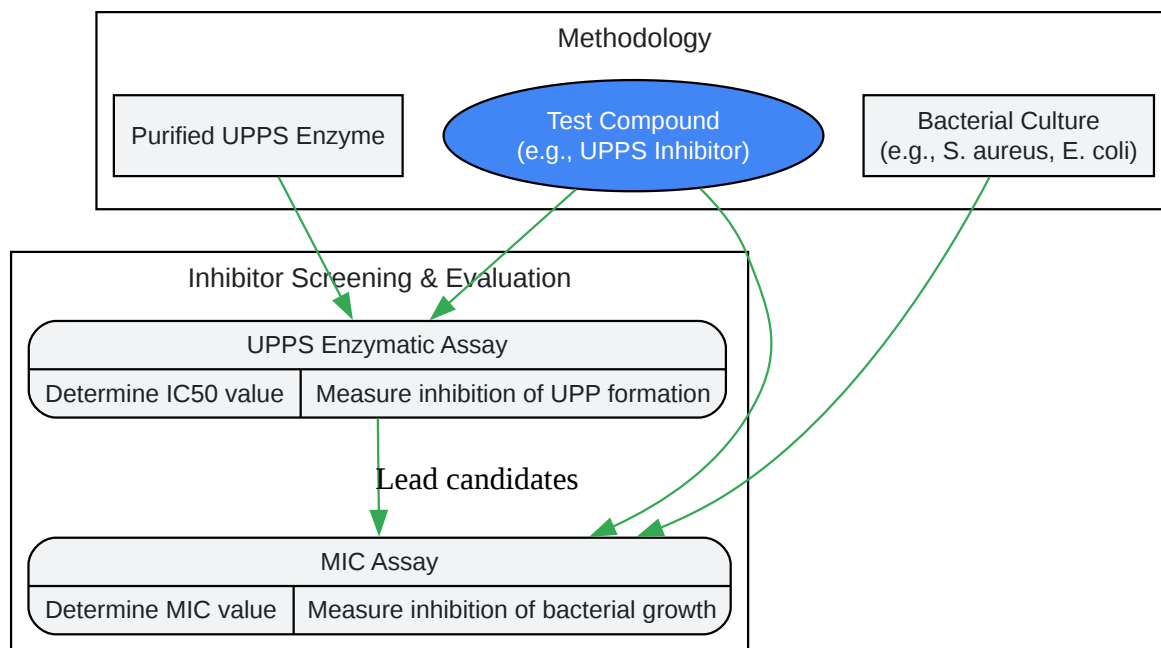 Methodology
Purified UPPS Enzyme
Test Compound
(e.g., UPPS Inhibitor)
Bacterial Culture
(e.g., S. aureus, E. coli)
Inhibitor Screening & Evaluation
UPPS Enzymatic Assay
Determine IC50 value
Measure inhibition of UPP formation
Lead candidates
MIC Assay
Determine MIC value
Measure inhibition of bacterial growth